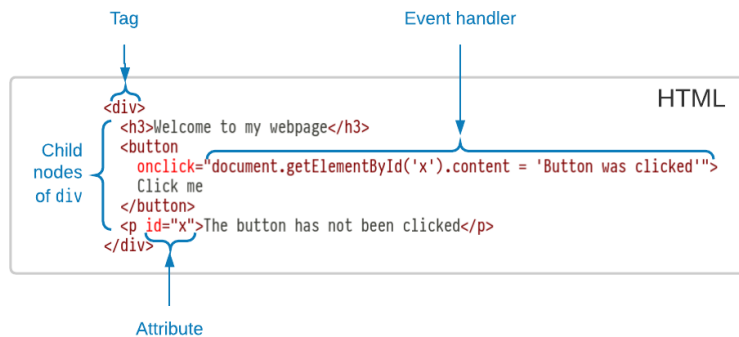 Tag
Event handler
HTML
<div>
<h3>Welcome to my webpage</h3>
<button
onclick="document.getElementById('x').content = 'Button was clicked'">
Click me
</button>
<p id="x">The button has not been clicked</p>
</div>
Child
nodes
of div
Attribute